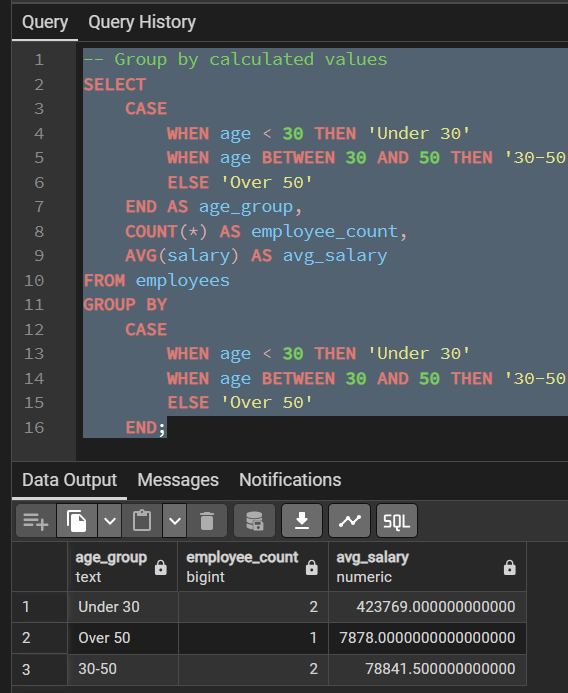 Query Query History
1 -- Group by calculated values
2 SELECT
3 CASE
4 WHEN age < 30 THEN 'Under 30'
5 WHEN age BETWEEN 30 AND 50 THEN '30-50
6 ELSE 'Over 50'
7 END AS age_group,
8 COUNT(*) AS employee_count,
9 AVG(salary) AS avg_salary
10 FROM employees
11 GROUP BY
12 CASE
13 WHEN age < 30 THEN 'Under 30'
14 WHEN age BETWEEN 30 AND 50 THEN '30-50
15 ELSE 'Over 50'
16 END;
Data Output Messages Notifications
SQL
age_group employee_count avg_salary
text bigint numeric
1 Under 30 2 423769.000000000000
2 Over 50 1 7878.0000000000000000
3 30-50 2 78841.500000000000